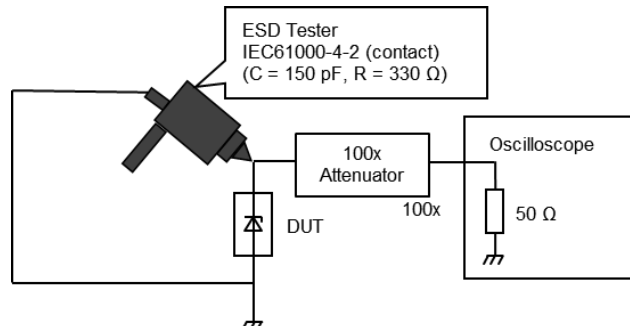 ESD Tester
IEC61000-4-2 (contact)
(C = 150 pF, R = 330 Ω)
100x
Attenuator
100x
Oscilloscope
50 Ω
DUT